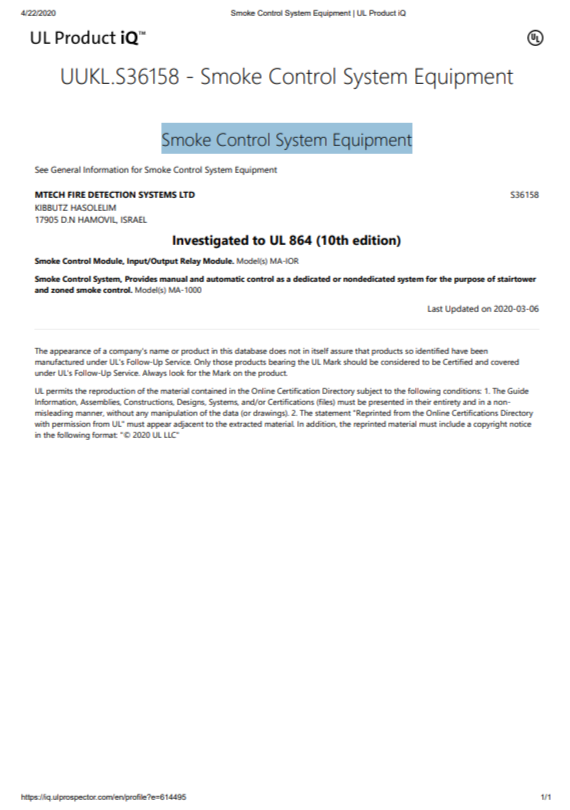 4/22/2020 Smoke Control System Equipment | UL Product iQ
UL Product iQ™
UL
UUKL.S36158 - Smoke Control System Equipment
Smoke Control System Equipment
See General Information for Smoke Control System Equipment
MTECH FIRE DETECTION SYSTEMS LTD S36158
KIBBUTZ HASOLELIM
17905 D.N HAMOVIL, ISRAEL
Investigated to UL 864 (10th edition)
Smoke Control Module, Input/Output Relay Module. Model(s) MA-IOR
Smoke Control System, Provides manual and automatic control as a dedicated or nondedicated system for the purpose of stairtower
and zoned smoke control. Model(s) MA-1000
Last Updated on 2020-03-06
The appearance of a company's name or product in this database does not in itself assure that products so identified have been
manufactured under UL's Follow-Up Service. Only those products bearing the UL Mark should be considered to be Certified and covered
under UL's Follow-Up Service. Always look for the Mark on the product.
UL permits the reproduction of the material contained in the Online Certification Directory subject to the following conditions: 1. The Guide
Information, Assemblies, Constructions, Designs, Systems, and/or Certifications (files) must be presented in their entirety and in a non-
misleading manner, without any manipulation of the data (or drawings). 2. The statement "Reprinted from the Online Certifications Directory
with permission from UL" must appear adjacent to the extracted material. In addition, the reprinted material must include a copyright notice
in the following format: "© 2020 UL LLC"
https://iq.ulprospector.com/en/profile?e=614495 1/1